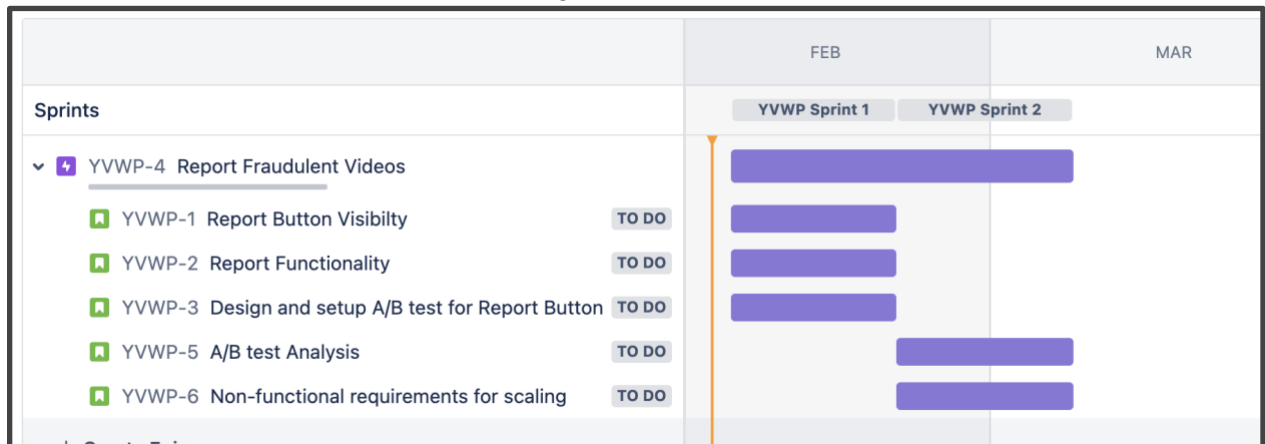 FEB MAR
Sprints YVWP Sprint 1 YVWP Sprint 2
YVWP-4 Report Fraudulent Videos
YVWP-1 Report Button Visibilty TO DO
YVWP-2 Report Functionality TO DO
YVWP-3 Design and setup A/B test for Report Button TO DO
YVWP-5 A/B test Analysis TO DO
YVWP-6 Non-functional requirements for scaling TO DO